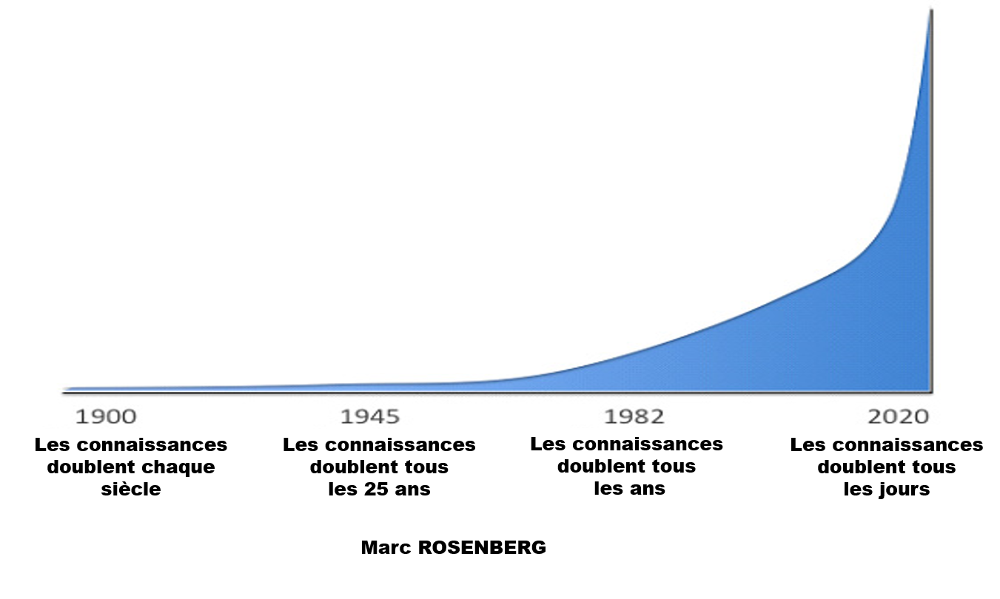 1900 1945 1982 2020
Les connaissances doublent chaque siècle
Les connaissances doublent tous les 25 ans
Les connaissances doublent tous les ans
Les connaissances doublent tous les jours
Marc ROSENBERG